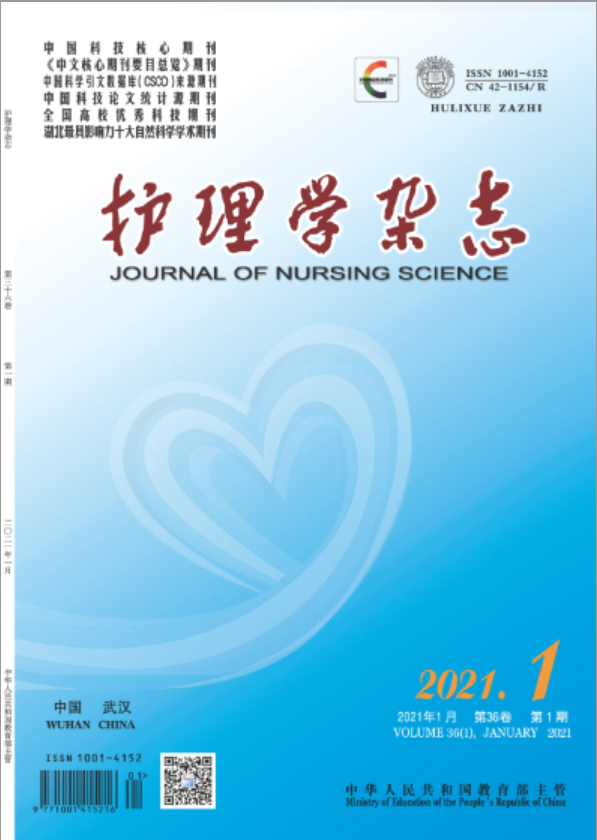 中国科技核心期刊
《中文核心期刊要目总览》期刊
中国科学引文数据库(CSCD)来源期刊
中国科技论文统计源期刊
全国高校优秀科技期刊
湖北最具影响力十大自然科学学术期刊
ISSN 1001-4152
CN 42-1154/R
HULIXUE ZAZHI
护理学杂志
JOURNAL OF NURSING SCIENCE
护理学杂志
第三十六卷
第一期
二〇二一年一月
中华人民共和国教育部主管
2021.1
2021年1月 第36卷 第1期
VOLUME 36(1), JANUARY 2021
中国 武汉
WUHAN CHINA
ISSN 1001-4152
01>
9 771001 415216
中华人民共和国教育部主管
Ministry of Education of the People's Republic of China